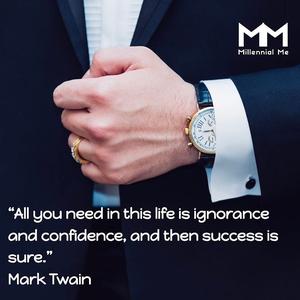 MM
Millennial Me
“All you need in this life is ignorance
and confidence, and then success is
sure.”
Mark Twain